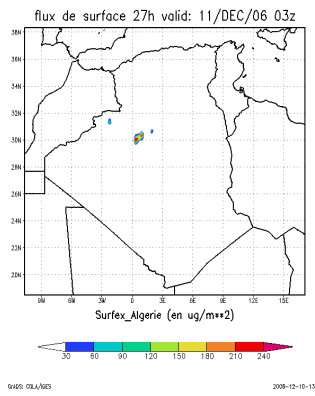 flux de surface 27h valid: 11/DEC/06 03z
38N
36N
34N
32N
30N
28N
26N
24N
22N
20N
9W 6W 3W 0 3E 6E 9E 12E 15E
Surfex_Algerie (en ug/m**2)
30 60 90 120 150 180 210 240
GrADS: COLA/IGES 2008-12-10-13